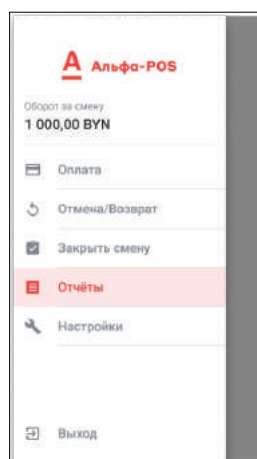 Альфа-POS
Оборот за смену
1 000,00 BYN
Оплата
Отмена/Возврат
Закрыть смену
Отчёты
Настройки
Выход